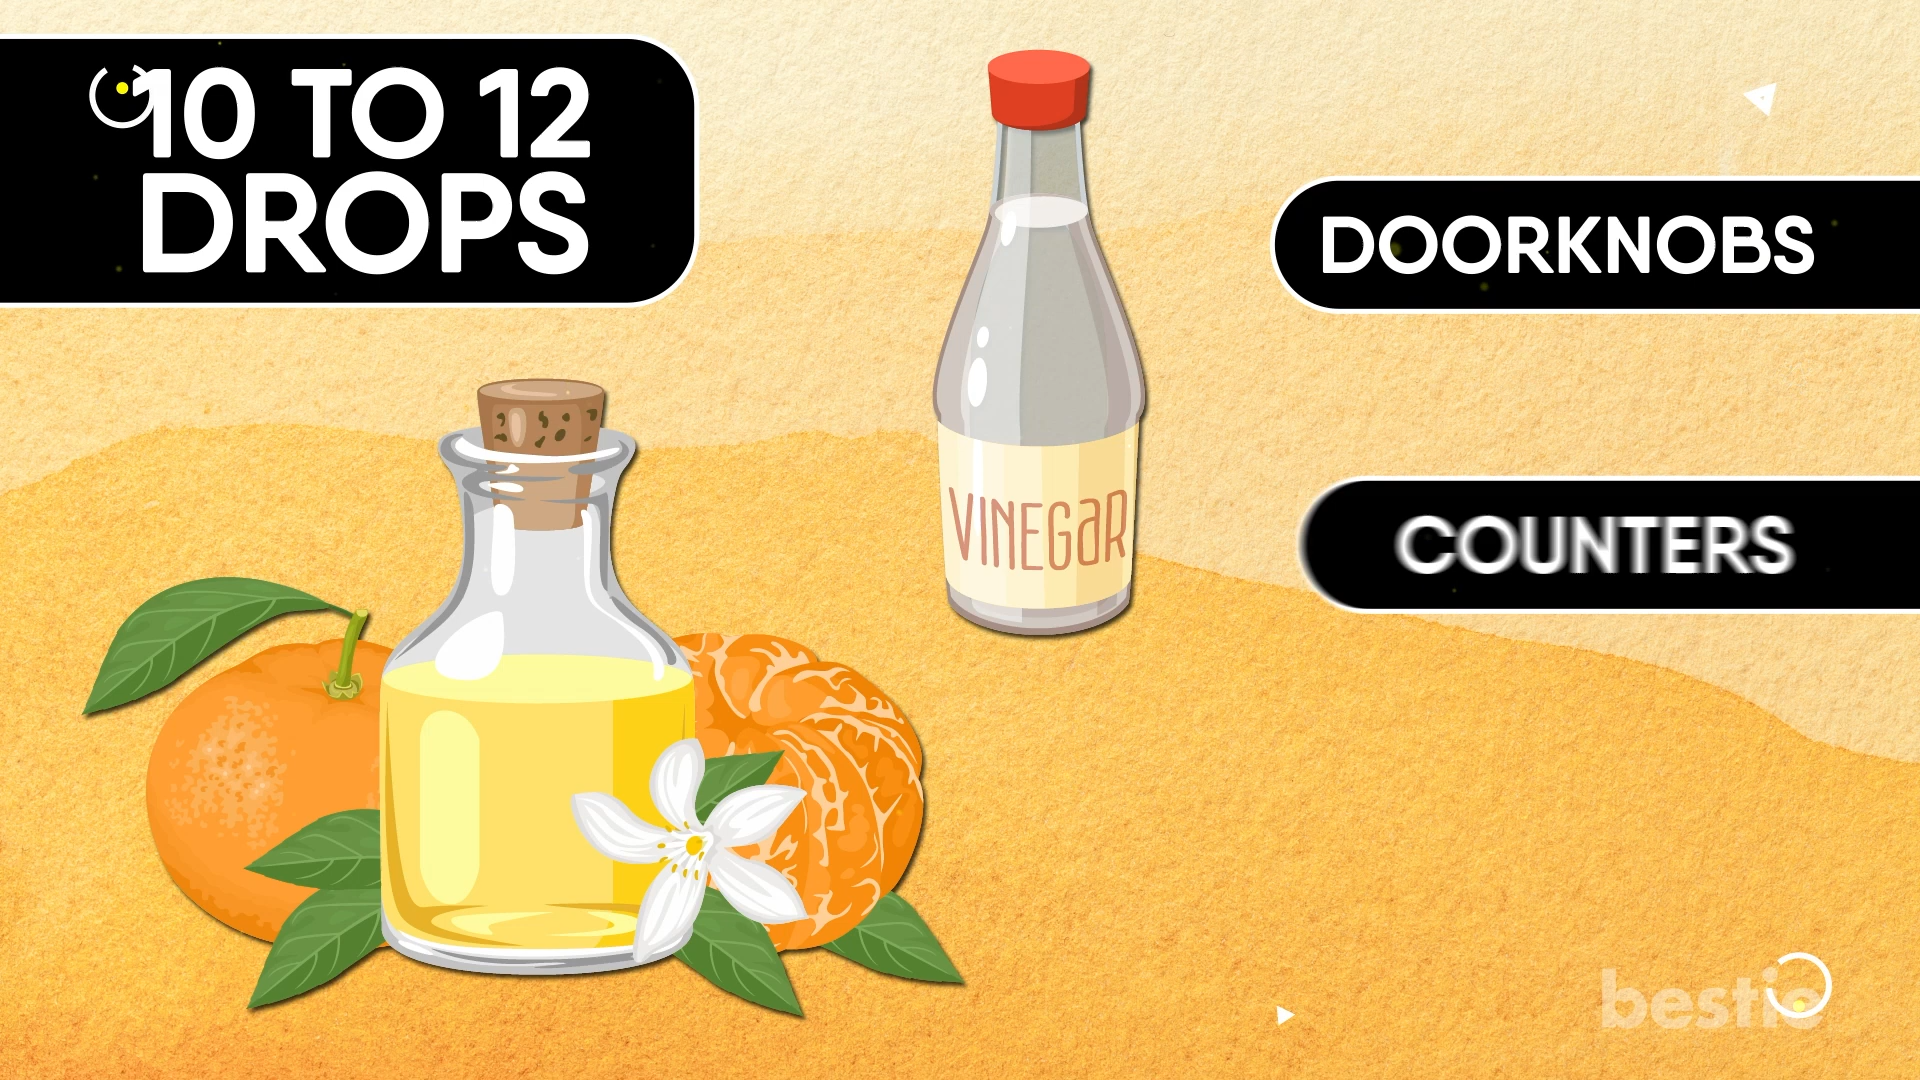 10 TO 12
DROPS
DOORKNOBS
VINEGAR
COUNTERS
bestie